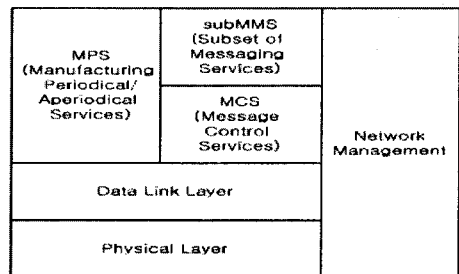 MPS
(Manufacturing
Periodical/
Aperiodical
Services)
subMMS
(Subset of
Messaging
Services)
MCS
(Message
Control
Services)
Network
Management
Data Link Layer
Physical Layer